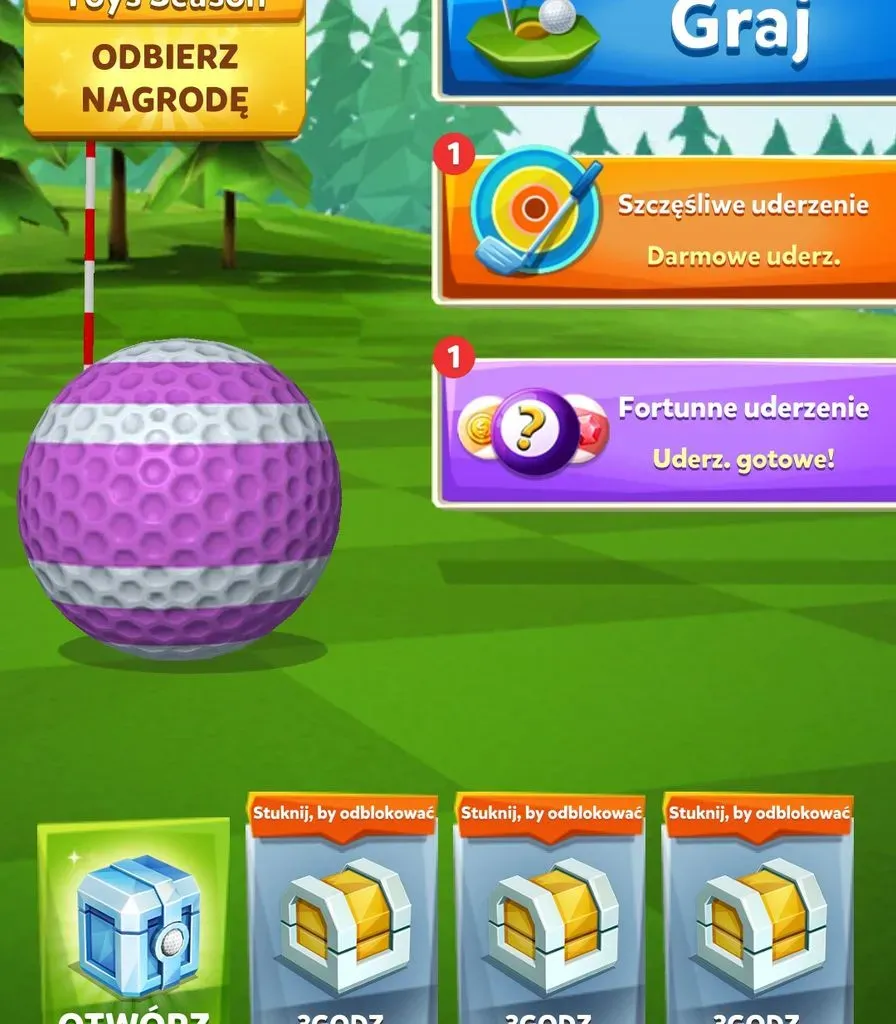 Toys Season
ODBIERZ
NAGRODĘ
Graj
1
Szczęśliwe uderzenie
Darmowe uderz.
1
Fortunne uderzenie
Uderz. gotowe!
?
Stuknij, by odblokować
Stuknij, by odblokować
Stuknij, by odblokować
OTWÓRZ
3GODZ
3GODZ
3GODZ